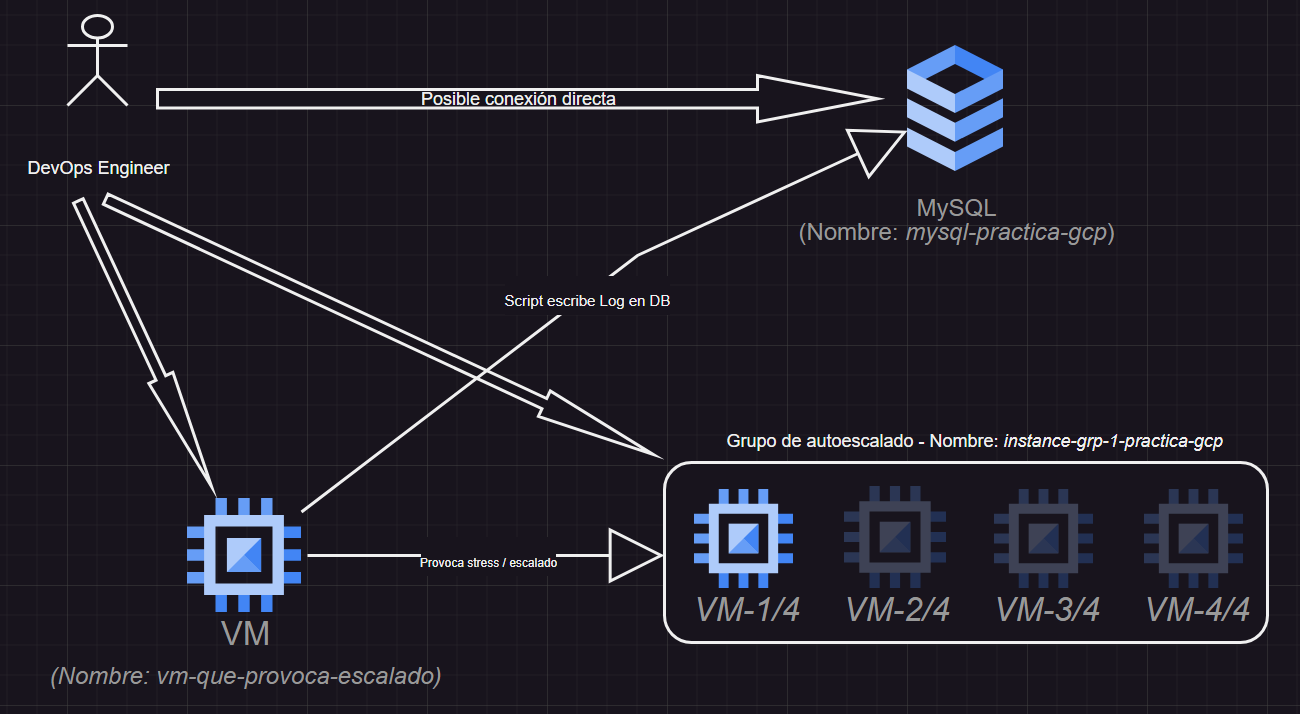 Posible conexión directa
DevOps Engineer
MySQL
(Nombre: mysql-practica-gcp)
Script escribe Log en DB
Grupo de autoescalado - Nombre: instance-grp-1-practica-gcp
Provoca stress / escalado
VM-1/4 VM-2/4 VM-3/4 VM-4/4
VM
(Nombre: vm-que-provoca-escalado)